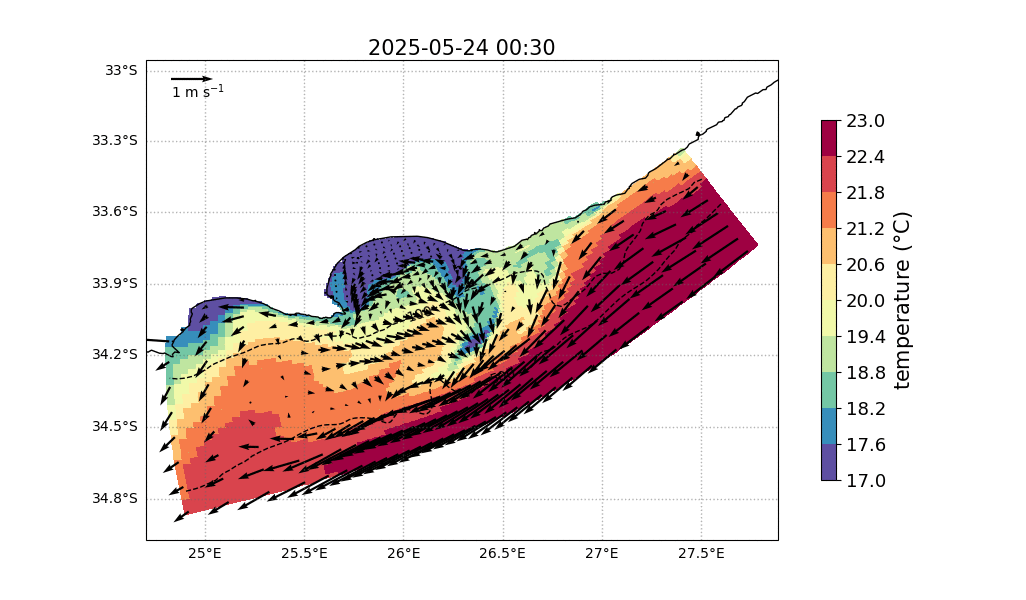 2025-05-24 00:30
1 m s⁻¹
33°S
33.3°S
33.6°S
33.9°S
34.2°S
34.5°S
34.8°S
25°E
25.5°E
26°E
26.5°E
27°E
27.5°E
23.0
22.4
21.8
21.2
20.6
20.0
19.4
18.8
18.2
17.6
17.0
temperature (°C)